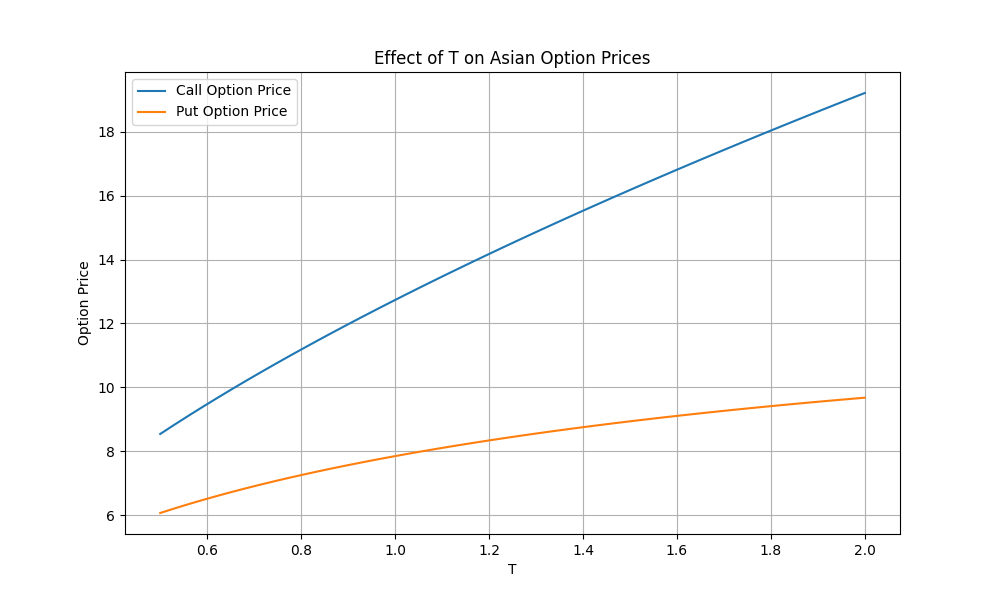 Effect of T on Asian Option Prices
Call Option Price
Put Option Price
Option Price
18
16
14
12
10
8
6
0.6 0.8 1.0 1.2 1.4 1.6 1.8 2.0
T